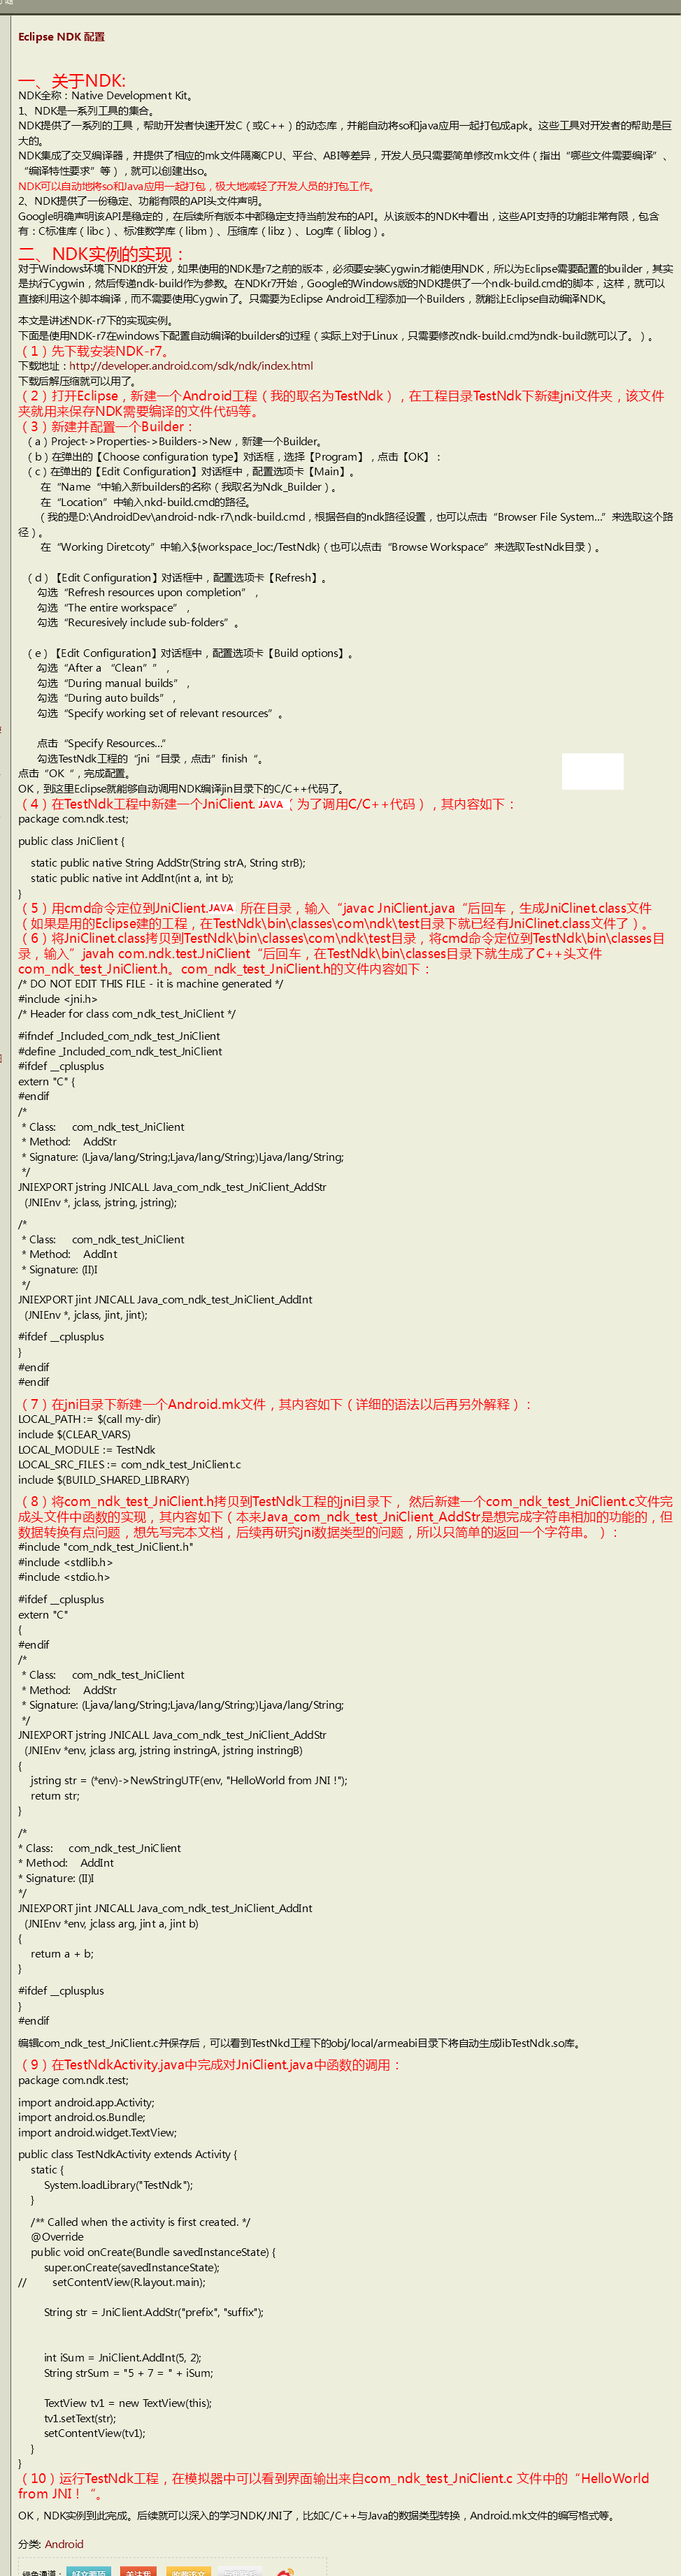 Eclipse NDK 配置
一、关于NDK:
NDK全称：Native Development Kit。
1、NDK是一系列工具的集合。
NDK提供了一系列的工具，帮助开发者快速开发C（或C++）的动态库，并能自动将so和java应用一起打包成apk。这些工具对开发者的帮助是巨
大的。
NDK集成了交叉编译器，并提供了相应的mk文件隔离CPU、平台、ABI等差异，开发人员只需要简单修改mk文件（指出“哪些文件需要编译”、
“编译特性要求”等），就可以创建出so。
NDK可以自动地将so和Java应用一起打包，极大地减轻了开发人员的打包工作。
2、NDK提供了一份稳定、功能有限的API头文件声明。
Google明确声明该API是稳定的，在后续所有版本中都稳定支持当前发布的API。从该版本的NDK中看出，这些API支持的功能非常有限，包含
有：C标准库（libc）、标准数学库（libm）、压缩库（libz）、Log库（liblog）。
二、NDK实例的实现：
对于Windows环境下NDK的开发，如果使用的NDK是r7之前的版本，必须要安装Cygwin才能使用NDK，所以为Eclipse需要配置的builder，其实
是执行Cygwin，然后传递ndk-build作为参数。在NDKr7开始，Google的Windows版的NDK提供了一个ndk-build.cmd的脚本，这样，就可以
直接利用这个脚本编译，而不需要使用Cygwin了。只需要为Eclipse Android工程添加一个Builders，就能让Eclipse自动编译NDK。
本文是讲述NDK-r7下的实现实例。
下面是使用NDK-r7在windows下配置自动编译的builders的过程（实际上对于Linux，只需要修改ndk-build.cmd为ndk-build就可以了。）。
（1）先下载安装NDK-r7。
下载地址：http://developer.android.com/sdk/ndk/index.html
下载后解压缩就可以用了。
（2）打开Eclipse，新建一个Android工程（我的取名为TestNdk），在工程目录TestNdk下新建jni文件夹，该文件
夹就用来保存NDK需要编译的文件代码等。
（3）新建并配置一个Builder：
（a）Project->Properties->Builders->New，新建一个Builder。
（b）在弹出的【Choose configuration type】对话框，选择【Program】，点击【OK】：
（c）在弹出的【Edit Configuration】对话框中，配置选项卡【Main】。
在“Name“中输入新builders的名称（我取名为Ndk_Builder）。
在“Location”中输入nkd-build.cmd的路径。
（我的是D:\AndroidDev\android-ndk-r7\ndk-build.cmd，根据各自的ndk路径设置，也可以点击“Browser File System...”来选取这个路
径）。
在“Working Diretcoty”中输入${workspace_loc:/TestNdk}（也可以点击“Browse Workspace”来选取TestNdk目录）。
（d）【Edit Configuration】对话框中，配置选项卡【Refresh】。
勾选“Refresh resources upon completion”，
勾选“The entire workspace”，
勾选“Recuresively include sub-folders”。
（e）【Edit Configuration】对话框中，配置选项卡【Build options】。
勾选“After a “Clean””，
勾选“During manual builds”，
勾选“During auto builds”，
勾选“Specify working set of relevant resources”。
点击“Specify Resources...”
勾选TestNdk工程的“jni“目录，点击”finish“。
点击“OK“，完成配置。
OK，到这里Eclipse就能够自动调用NDK编译jin目录下的C/C++代码了。
（4）在TestNdk工程中新建一个JniClient.JAVA（为了调用C/C++代码），其内容如下：
package com.ndk.test;
public class JniClient {
static public native String AddStr(String strA, String strB);
static public native int AddInt(int a, int b);
}
（5）用cmd命令定位到JniClient.JAVA 所在目录，输入“javac JniClient.java“后回车，生成JniClinet.class文件
（如果是用的Eclipse建的工程，在TestNdk\bin\classes\com\ndk\test目录下就已经有JniClinet.class文件了）。
（6）将JniClinet.class拷贝到TestNdk\bin\classes\com\ndk\test目录，将cmd命令定位到TestNdk\bin\classes目
录，输入”javah com.ndk.test.JniClient“后回车，在TestNdk\bin\classes目录下就生成了C++头文件
com_ndk_test_JniClient.h。com_ndk_test_JniClient.h的文件内容如下：
/* DO NOT EDIT THIS FILE - it is machine generated */
#include <jni.h>
/* Header for class com_ndk_test_JniClient */
#ifndef _Included_com_ndk_test_JniClient
#define _Included_com_ndk_test_JniClient
#ifdef __cplusplus
extern "C" {
#endif
/*
* Class:     com_ndk_test_JniClient
* Method:    AddStr
* Signature: (Ljava/lang/String;Ljava/lang/String;)Ljava/lang/String;
*/
JNIEXPORT jstring JNICALL Java_com_ndk_test_JniClient_AddStr
(JNIEnv *, jclass, jstring, jstring);
/*
* Class:     com_ndk_test_JniClient
* Method:    AddInt
* Signature: (II)I
*/
JNIEXPORT jint JNICALL Java_com_ndk_test_JniClient_AddInt
(JNIEnv *, jclass, jint, jint);
#ifdef __cplusplus
}
#endif
#endif
（7）在jni目录下新建一个Android.mk文件，其内容如下（详细的语法以后再另外解释）：
LOCAL_PATH := $(call my-dir)
include $(CLEAR_VARS)
LOCAL_MODULE := TestNdk
LOCAL_SRC_FILES := com_ndk_test_JniClient.c
include $(BUILD_SHARED_LIBRARY)
（8）将com_ndk_test_JniClient.h拷贝到TestNdk工程的jni目录下， 然后新建一个com_ndk_test_JniClient.c文件完
成头文件中函数的实现，其内容如下（本来Java_com_ndk_test_JniClient_AddStr是想完成字符串相加的功能的，但
数据转换有点问题，想先写完本文档，后续再研究jni数据类型的问题，所以只简单的返回一个字符串。）：
#include "com_ndk_test_JniClient.h"
#include <stdlib.h>
#include <stdio.h>
#ifdef __cplusplus
extern "C"
{
#endif
/*
* Class:     com_ndk_test_JniClient
* Method:    AddStr
* Signature: (Ljava/lang/String;Ljava/lang/String;)Ljava/lang/String;
*/
JNIEXPORT jstring JNICALL Java_com_ndk_test_JniClient_AddStr
(JNIEnv *env, jclass arg, jstring instringA, jstring instringB)
{
jstring str = (*env)->NewStringUTF(env, "HelloWorld from JNI !");
return str;
}
/*
* Class:     com_ndk_test_JniClient
* Method:    AddInt
* Signature: (II)I
*/
JNIEXPORT jint JNICALL Java_com_ndk_test_JniClient_AddInt
(JNIEnv *env, jclass arg, jint a, jint b)
{
return a + b;
}
#ifdef __cplusplus
}
#endif
编辑com_ndk_test_JniClient.c并保存后，可以看到TestNkd工程下的obj/local/armeabi目录下将自动生成libTestNdk.so库。
（9）在TestNdkActivity.java中完成对JniClient.java中函数的调用：
package com.ndk.test;
import android.app.Activity;
import android.os.Bundle;
import android.widget.TextView;
public class TestNdkActivity extends Activity {
static {
System.loadLibrary("TestNdk");
}
/** Called when the activity is first created. */
@Override
public void onCreate(Bundle savedInstanceState) {
super.onCreate(savedInstanceState);
//        setContentView(R.layout.main);
String str = JniClient.AddStr("prefix", "suffix");
int iSum = JniClient.AddInt(5, 2);
String strSum = "5 + 7 = " + iSum;
TextView tv1 = new TextView(this);
tv1.setText(str);
setContentView(tv1);
}
}
（10）运行TestNdk工程，在模拟器中可以看到界面输出来自com_ndk_test_JniClient.c 文件中的“HelloWorld
from JNI！“。
OK，NDK实例到此完成。后续就可以深入的学习NDK/JNI了，比如C/C++与Java的数据类型转换，Android.mk文件的编写格式等。
分类: Android